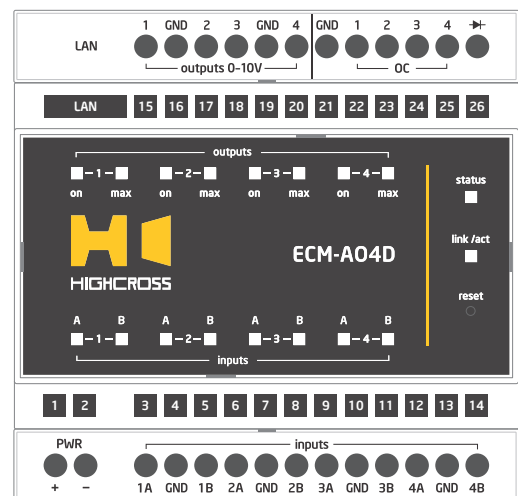 1 GND 2 3 GND 4 GND 1 2 3 4
LAN
outputs 0-10V OC
LAN 15 16 17 18 19 20 21 22 23 24 25 26
outputs
1 2 3 4
on max on max on max on max
status
link/act
reset
HIGHCROSS
ECM-AO4D
A B A B A B A B
1 2 3 4
inputs
1 2 3 4 5 6 7 8 9 10 11 12 13 14
PWR inputs
+ - 1A GND 1B 2A GND 2B 3A GND 3B 4A GND 4B